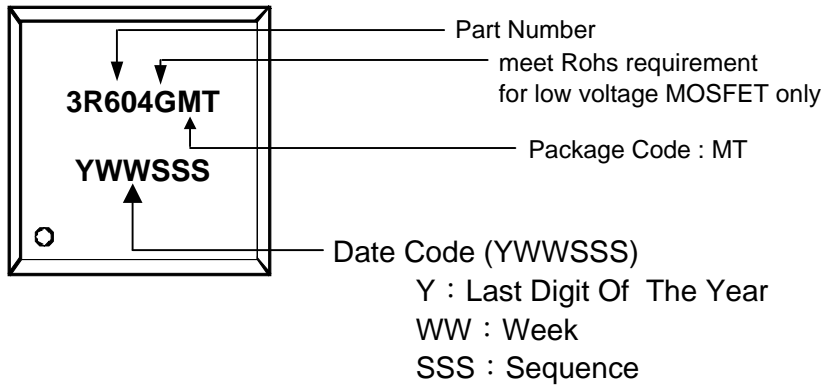 Part Number
meet Rohs requirement
for low voltage MOSFET only
3R604GMT
Package Code : MT
YWWSSS
Date Code (YWWSSS)
Y：Last Digit Of The Year
WW：Week
SSS：Sequence